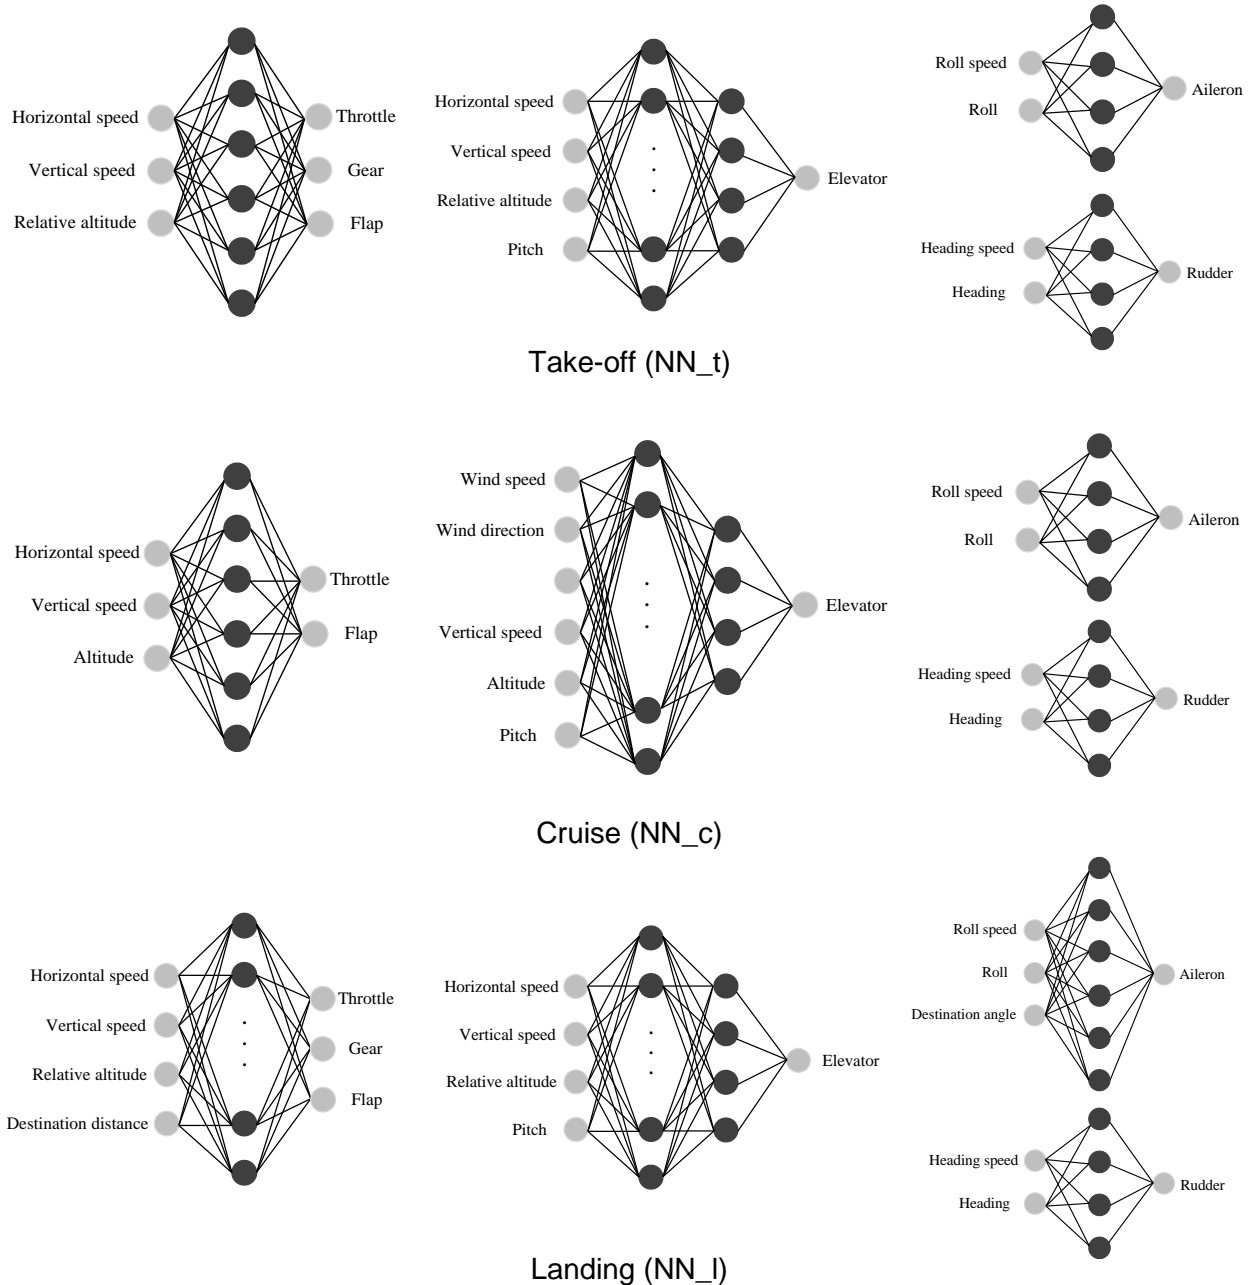 Horizontal speed
Vertical speed
Relative altitude
Throttle
Gear
Flap
Horizontal speed
Vertical speed
Relative altitude
Pitch
Elevator
Roll speed
Roll
Aileron
Heading speed
Heading
Rudder
Take-off (NN_t)
Horizontal speed
Vertical speed
Altitude
Throttle
Flap
Wind speed
Wind direction
Vertical speed
Altitude
Pitch
Elevator
Roll speed
Roll
Aileron
Heading speed
Heading
Rudder
Cruise (NN_c)
Horizontal speed
Vertical speed
Relative altitude
Destination distance
Throttle
Gear
Flap
Horizontal speed
Vertical speed
Relative altitude
Pitch
Elevator
Roll speed
Roll
Destination angle
Aileron
Heading speed
Heading
Rudder
Landing (NN_l)